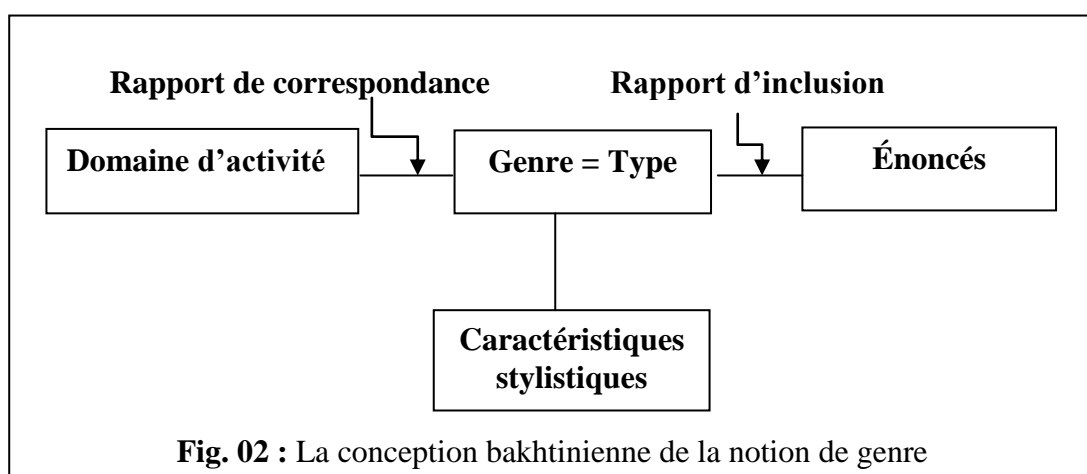 Rapport de correspondance
Rapport d’inclusion
Domaine d’activité
Genre = Type
Énoncés
Caractéristiques
stylistiques
Fig. 02 : La conception bakhtinienne de la notion de genre